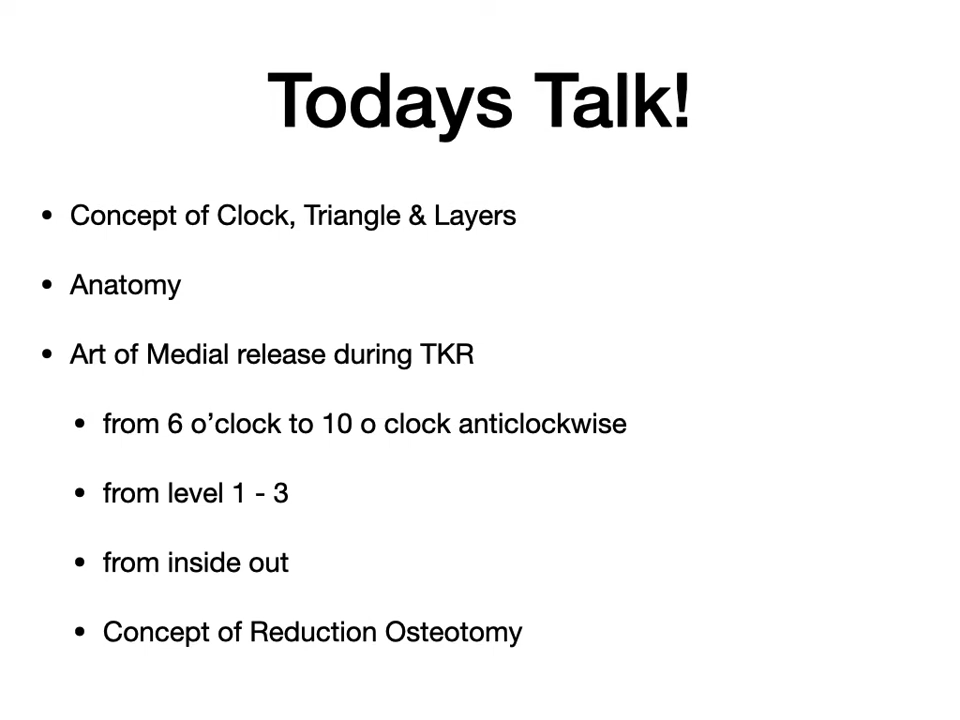 Todays Talk!
• Concept of Clock, Triangle & Layers
• Anatomy
• Art of Medial release during TKR
• from 6 o’clock to 10 o clock anticlockwise
• from level 1 - 3
• from inside out
• Concept of Reduction Osteotomy